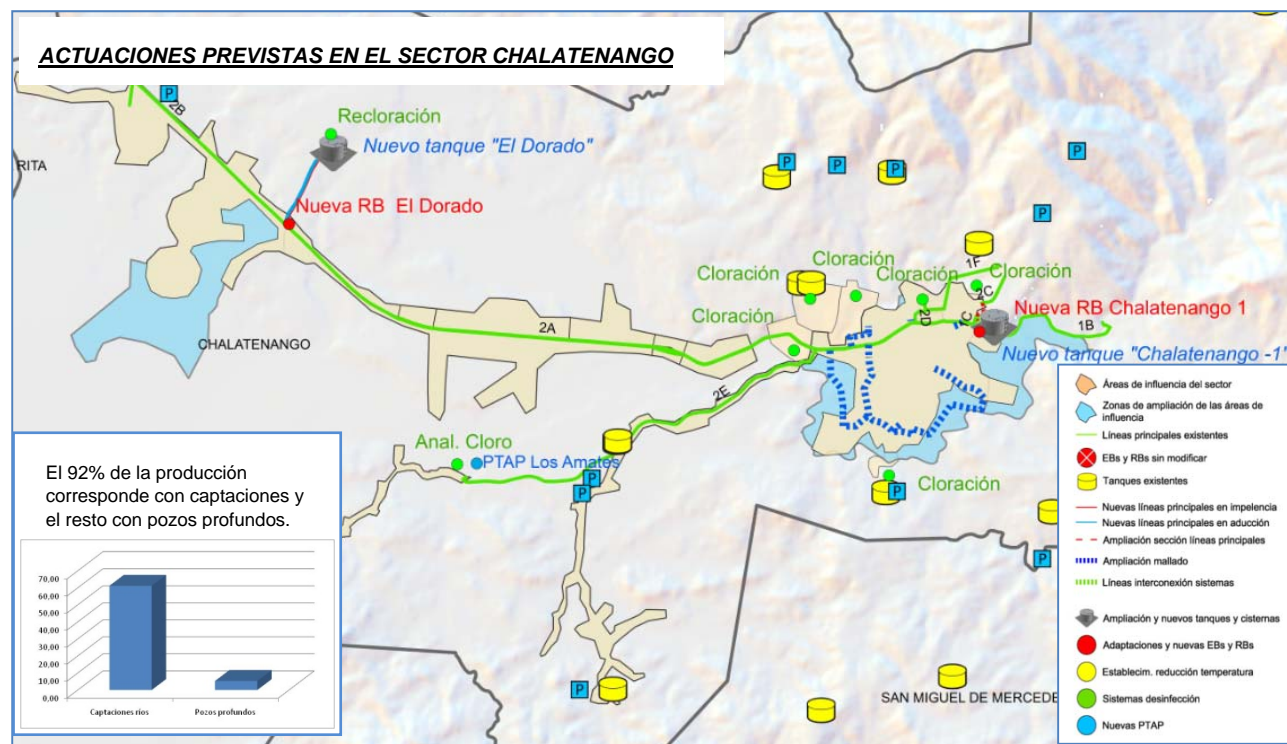 ACTUACIONES PREVISTAS EN EL SECTOR CHALATENANGO
P
2B
Recloración
Nuevo tanque "El Dorado"
RITA
Nueva RB El Dorado
P
P
P
P
P
Cloración
Cloración
Cloración
Cloración
1F
2C
2D
Cloración
Nueva RB Chalatenango 1
1B
Nuevo tanque "Chalatenango -1"
2A
CHALATENANGO
2E
Anal. Cloro
PTAP Los Amates
P
P
Cloración
P
P
P
SAN MIGUEL DE MERCEDE
El 92% de la producción
corresponde con captaciones y
el resto con pozos profundos.
70,00
60,00
50,00
40,00
30,00
20,00
10,00
0,00
Captaciones ríos
Pozos profundos
Áreas de influencia del sector
Zonas de ampliación de las áreas de
influencia
Líneas principales existentes
EBs y RBs sin modificar
Tanques existentes
Nuevas líneas principales en impelencia
Nuevas líneas principales en aducción
Ampliación sección líneas principales
Ampliación mallado
Líneas interconexión sistemas
Ampliación y nuevos tanques y cisternas
Adaptaciones y nuevas EBs y RBs
Establecim. reducción temperatura
Sistemas desinfección
Nuevas PTAP